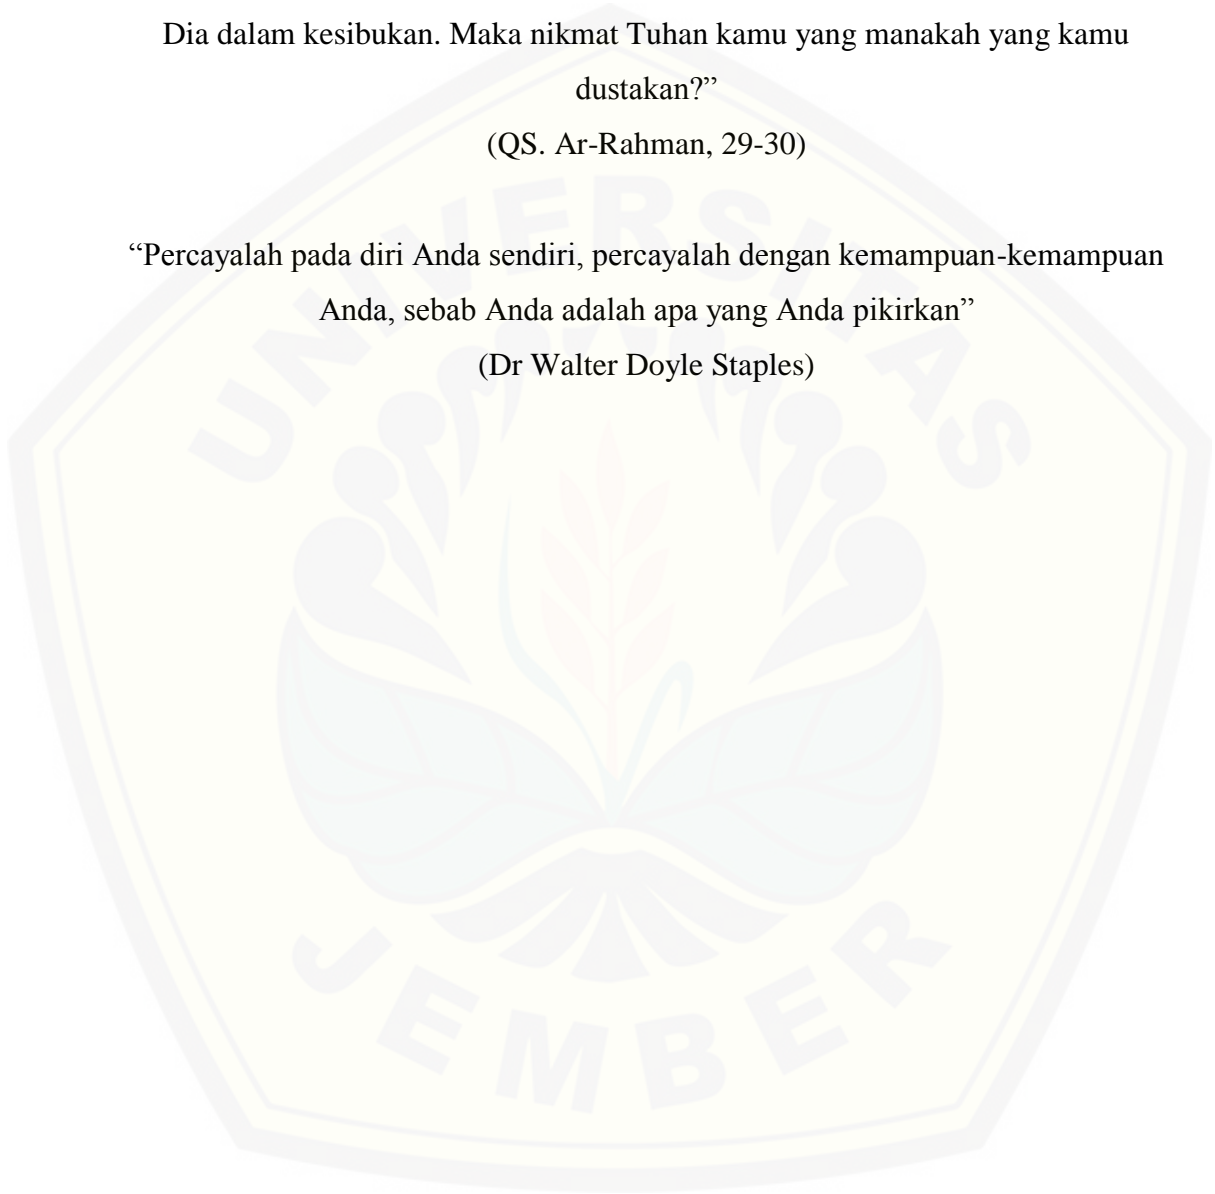 Dia dalam kesibukan. Maka nikmat Tuhan kamu yang manakah yang kamu
dustakan?”
(QS. Ar-Rahman, 29-30)
“Percayalah pada diri Anda sendiri, percayalah dengan kemampuan-kemampuan
Anda, sebab Anda adalah apa yang Anda pikirkan”
(Dr Walter Doyle Staples)
UNIVERSITAS
JEMBER